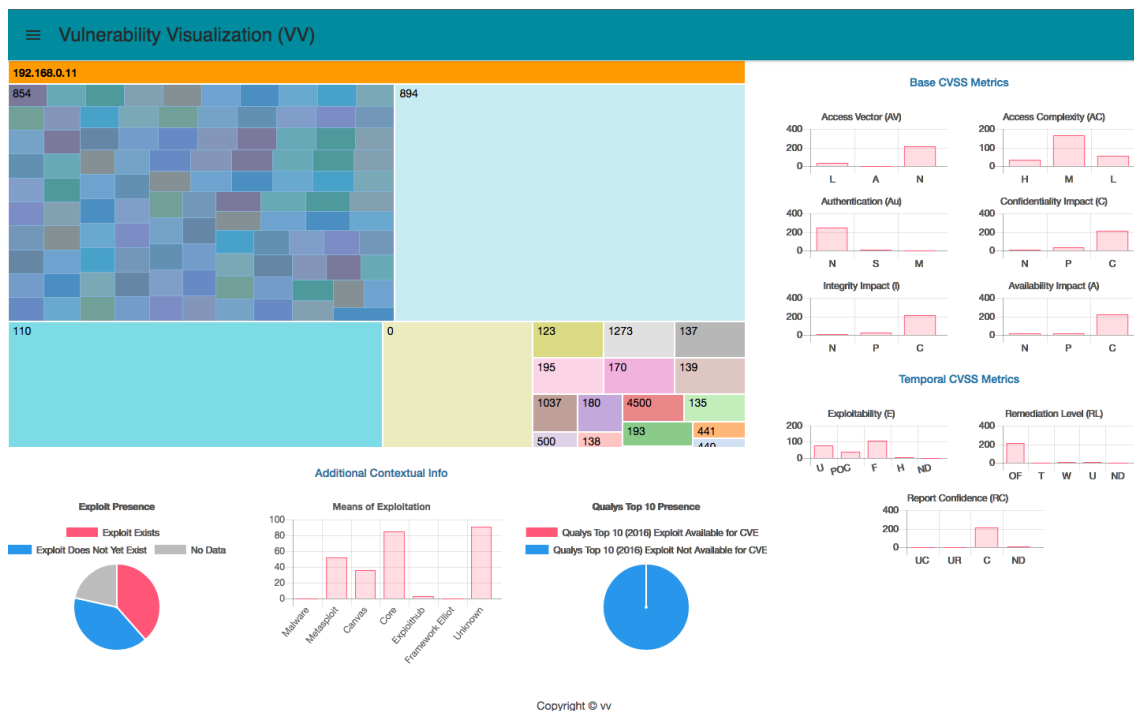 Vulnerability Visualization (VV)
192.168.0.11
854
894
110
0
123
1273
137
195
170
139
1037
180
4500
135
193
441
500
138
440
Base CVSS Metrics
Access Vector (AV)
400
200
0
L A N
Access Complexity (AC)
200
100
0
H M L
Authentication (Au)
400
200
0
N S M
Confidentiality Impact (C)
400
200
0
N P C
Integrity Impact (I)
400
200
0
N P C
Availability Impact (A)
400
200
0
N P C
Temporal CVSS Metrics
Exploitability (E)
200
100
0
U POC F H ND
Remediation Level (RL)
400
200
0
OF T W U ND
Report Confidence (RC)
400
200
0
UC UR C ND
Additional Contextual Info
Exploit Presence
Exploit Exists
Exploit Does Not Yet Exist No Data
Means of Exploitation
100
80
60
40
20
0
Malware
Metasploit
Canvas
Core
Exploithub
Framework Elliot
Unknown
Qualys Top 10 Presence
Qualys Top 10 (2016) Exploit Available for CVE
Qualys Top 10 (2016) Exploit Not Available for CVE
Copyright © vv